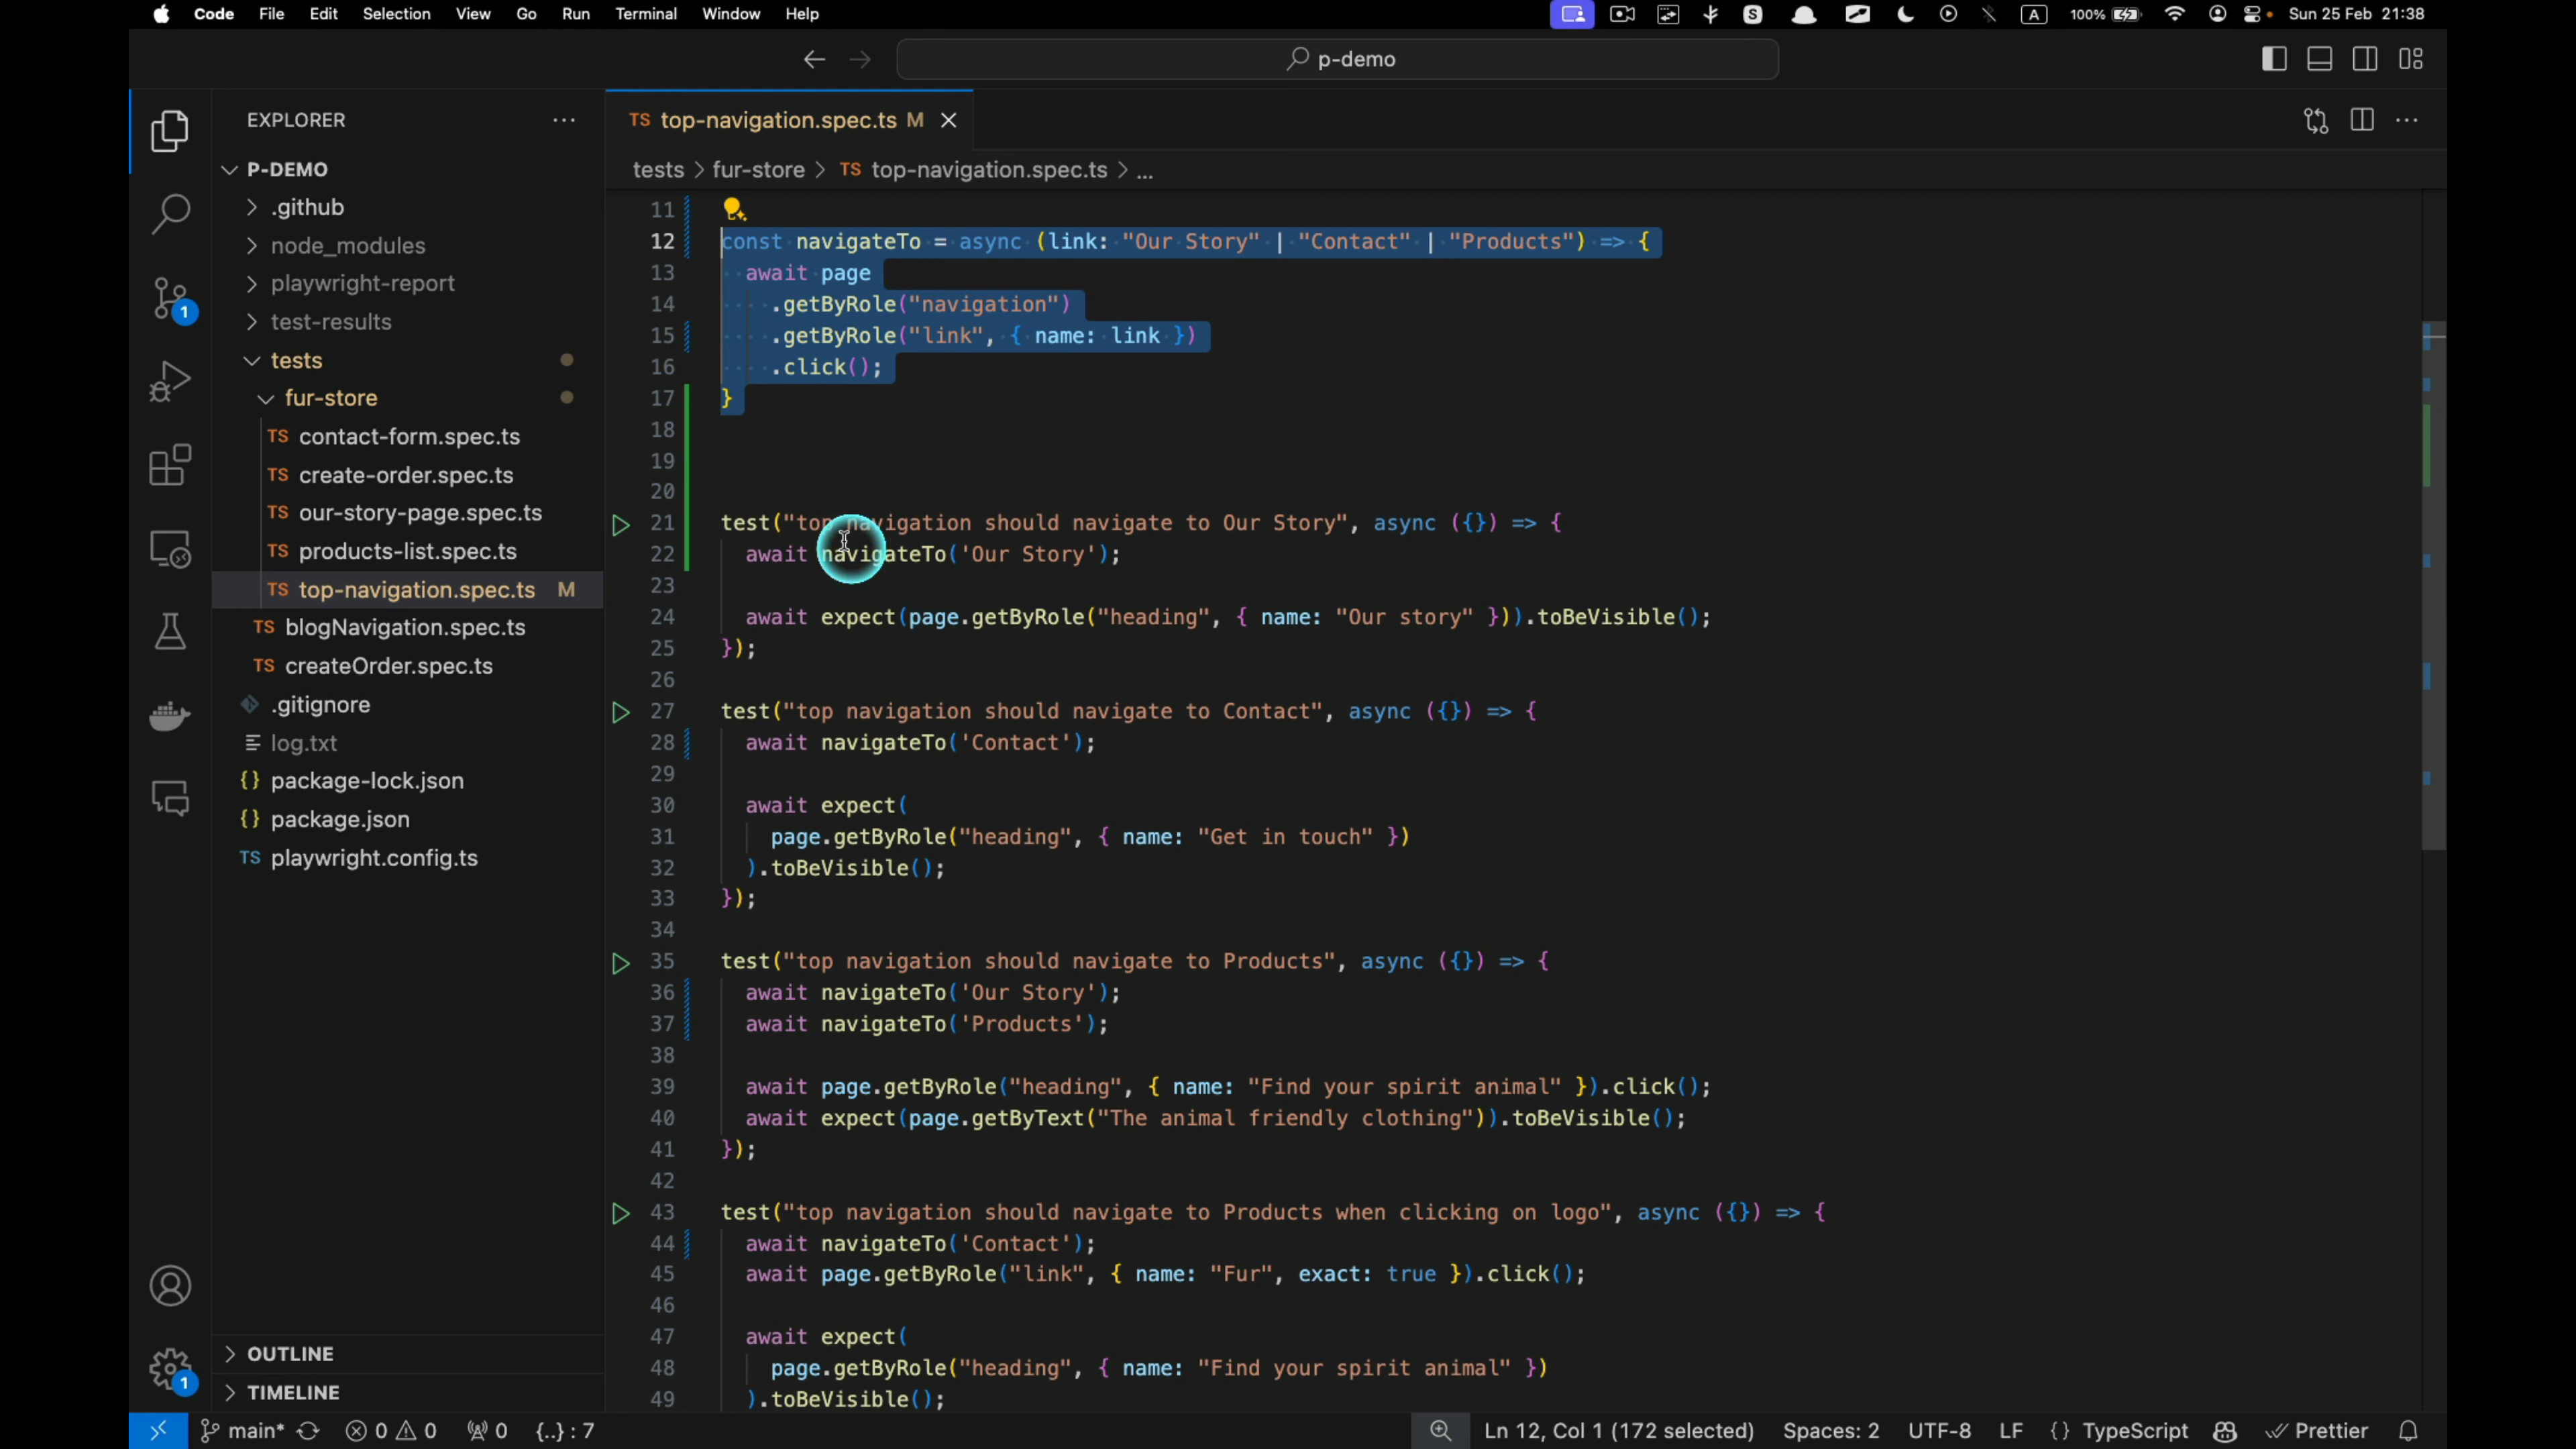 Code File Edit Selection View Go Run Terminal Window Help
S A 100% Sun 25 Feb 21:38
p-demo
EXPLORER
TS top-navigation.spec.ts M
tests > fur-store > TS top-navigation.spec.ts > ...
P-DEMO
.github
node_modules
playwright-report
test-results
tests
fur-store
TS contact-form.spec.ts
TS create-order.spec.ts
TS our-story-page.spec.ts
TS products-list.spec.ts
TS top-navigation.spec.ts M
TS blogNavigation.spec.ts
TS createOrder.spec.ts
.gitignore
log.txt
{} package-lock.json
{} package.json
TS playwright.config.ts
OUTLINE
TIMELINE
1
1
11
12 const navigateTo = async (link: "Our Story" | "Contact" | "Products") => {
13 await page
14 .getByRole("navigation")
15 .getByRole("link", { name: link })
16 .click();
17 }
18
19
20
21 test("top navigation should navigate to Our Story", async ({}) => {
22 await navigateTo('Our Story');
23
24 await expect(page.getByRole("heading", { name: "Our story" })).toBeVisible();
25 });
26
27 test("top navigation should navigate to Contact", async ({}) => {
28 await navigateTo('Contact');
29
30 await expect(
31 page.getByRole("heading", { name: "Get in touch" })
32 ).toBeVisible();
33 });
34
35 test("top navigation should navigate to Products", async ({}) => {
36 await navigateTo('Our Story');
37 await navigateTo('Products');
38
39 await page.getByRole("heading", { name: "Find your spirit animal" }).click();
40 await expect(page.getByText("The animal friendly clothing")).toBeVisible();
41 });
42
43 test("top navigation should navigate to Products when clicking on logo", async ({}) => {
44 await navigateTo('Contact');
45 await page.getByRole("link", { name: "Fur", exact: true }).click();
46
47 await expect(
48 page.getByRole("heading", { name: "Find your spirit animal" })
49 ).toBeVisible();
main* 0 0 0 {..} : 7 Ln 12, Col 1 (172 selected) Spaces: 2 UTF-8 LF {} TypeScript Prettier